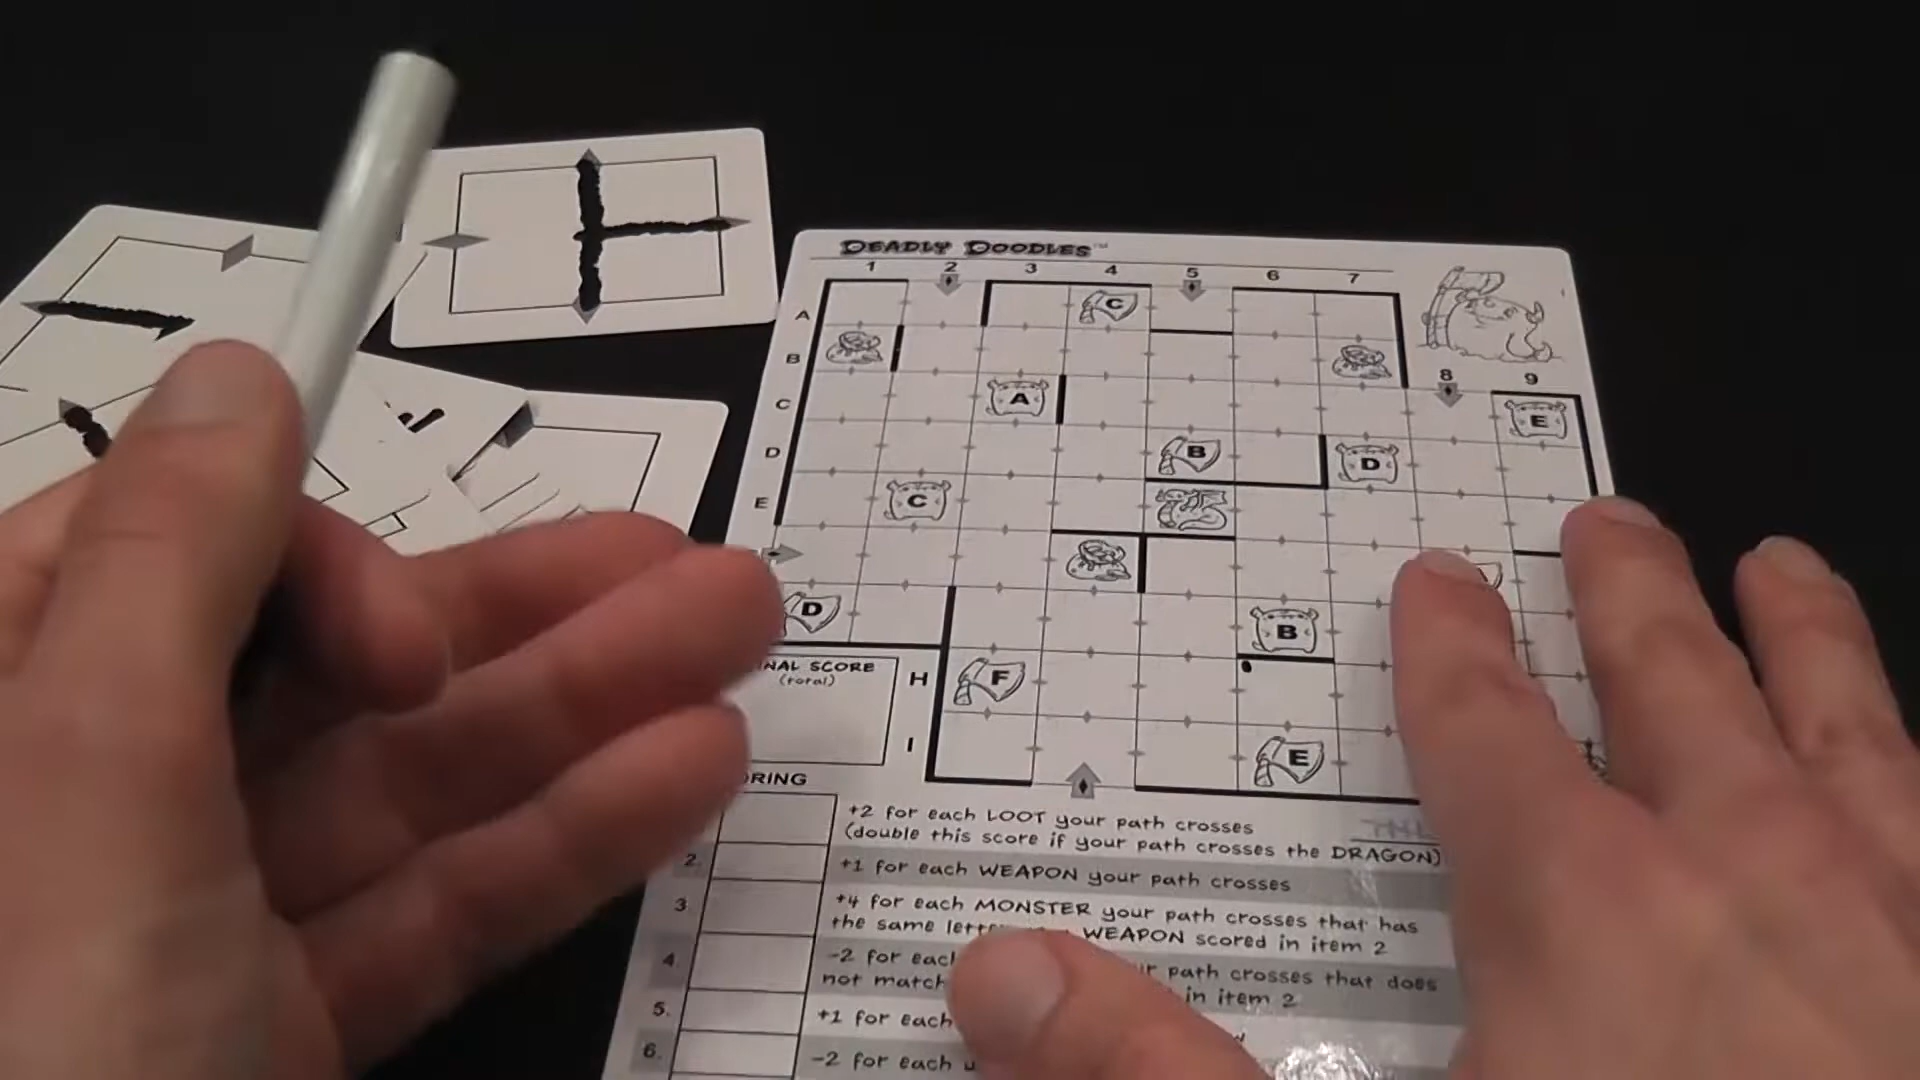 DEADLY DOODLES™
1 2 3 4 5 6 7
A C
B
8 9
C A E
D B D
E C
D
B
NAL SCORE
(total)
H F
I E
RING
+2 for each LOOT your path crosses
(double this score if your path crosses the DRAGON)
2. +1 for each WEAPON your path crosses
3 +4 for each MONSTER your path crosses that has
the same WEAPON scored in item 2
4. -2 for each path crosses that does
not match in item 2
5. +1 for each
6. -2 for each